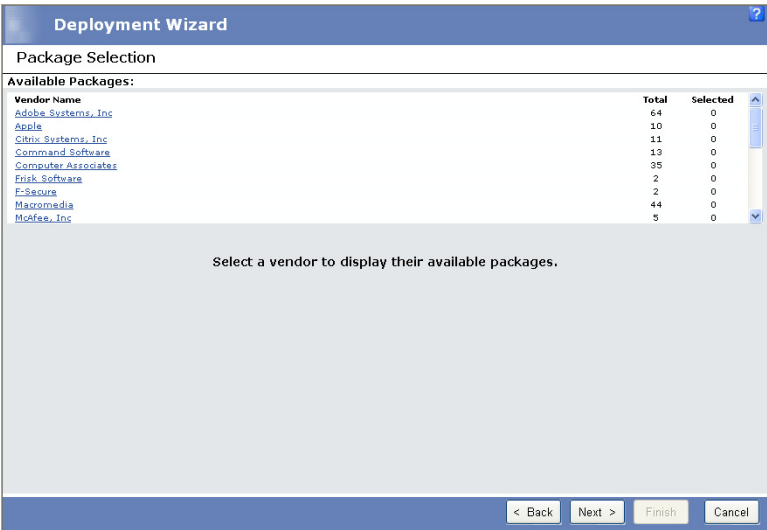 ?
Deployment Wizard
Package Selection
Available Packages:
Vendor Name Total Selected
Adobe Systems, Inc 64 0
Apple 10 0
Citrix Systems, Inc 11 0
Command Software 13 0
Computer Associates 35 0
Frisk Software 2 0
F-Secure 2 0
Macromedia 44 0
McAfee, Inc 5 0
Select a vendor to display their available packages.
< Back Next > Finish Cancel